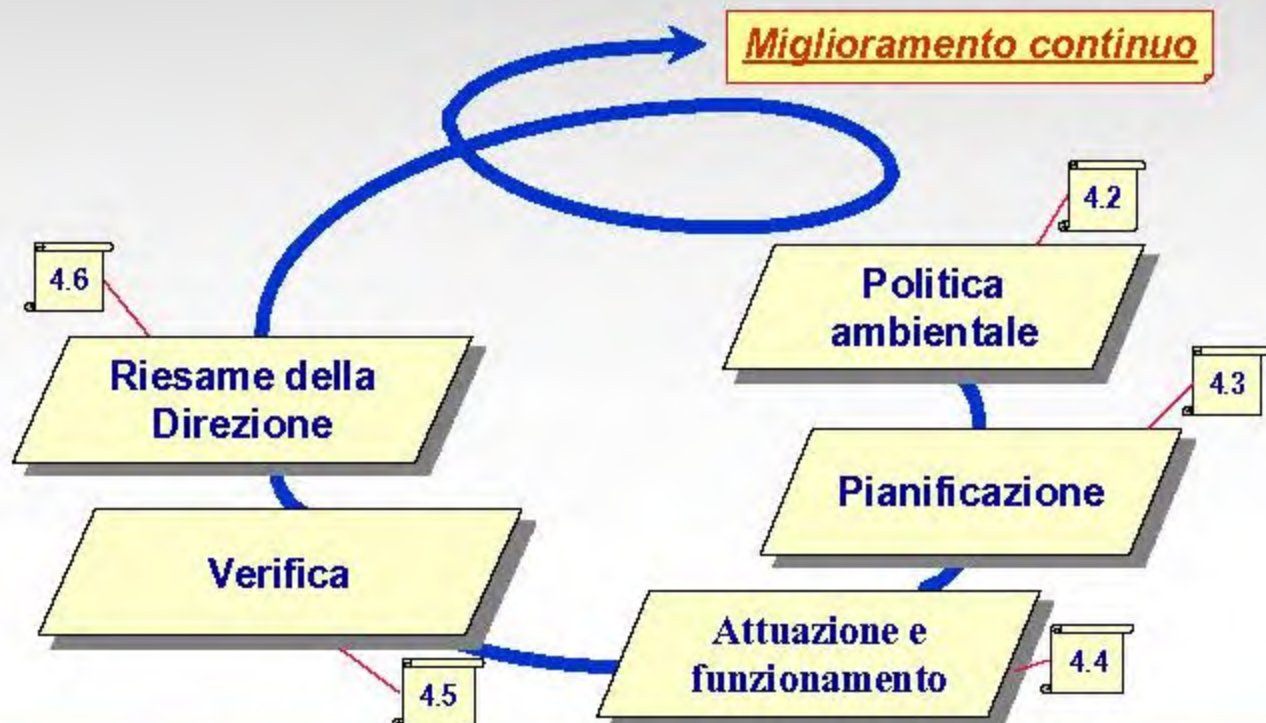 Miglioramento continuo
4.2
Politica
ambientale
4.3
Pianificazione
4.4
Attuazione e
funzionamento
4.5
Verifica
4.6
Riesame della
Direzione